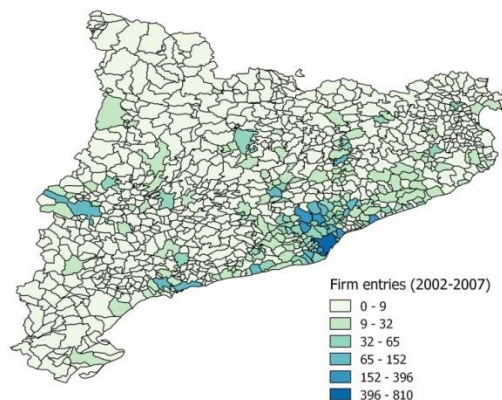 Firm entries (2002-2007)
0 - 9
9 - 32
32 - 65
65 - 152
152 - 396
396 - 810